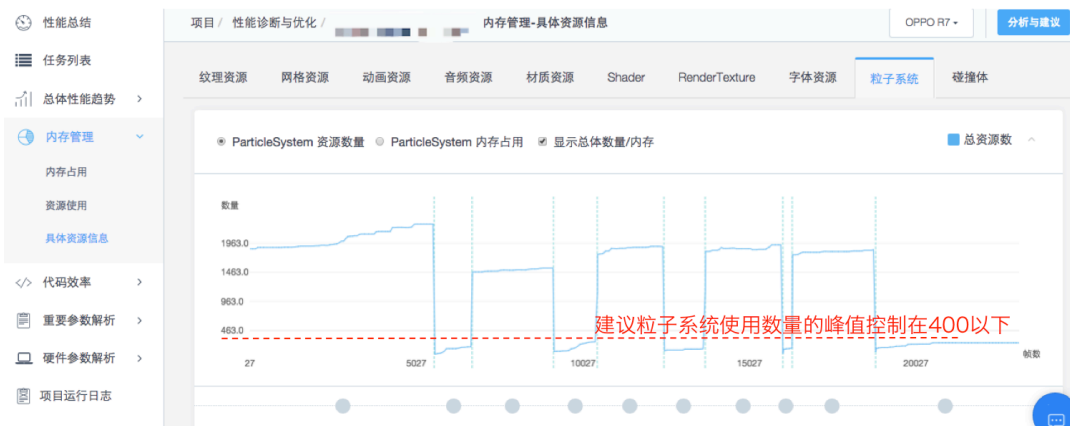 性能总结
任务列表
总体性能趋势
内存管理
内存占用
资源使用
具体资源信息
代码效率
重要参数解析
硬件参数解析
项目运行日志
项目 / 性能诊断与优化 / 内存管理-具体资源信息
OPPO R7
分析与建议
纹理资源 网格资源 动画资源 音频资源 材质资源 Shader RenderTexture 字体资源 粒子系统 碰撞体
ParticleSystem 资源数量 ParticleSystem 内存占用 显示总体数量/内存
总资源数
数量
1963.0
1463.0
963.0
463.0
建议粒子系统使用数量的峰值控制在400以下
27 5027 10027 15027 20027
帧数